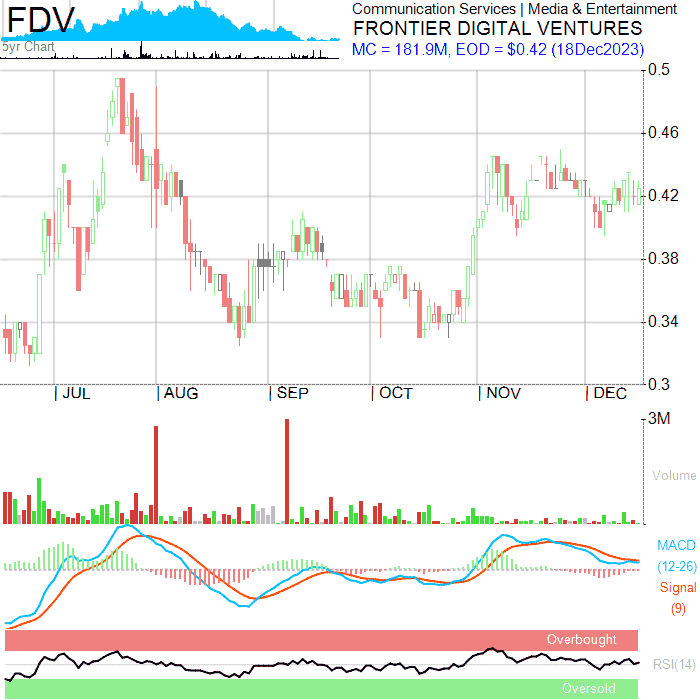 FDV
5yr Chart
Communication Services | Media & Entertainment
FRONTIER DIGITAL VENTURES
MC = 181.9M, EOD = $0.42 (18Dec2023)
0.5
0.46
0.42
0.38
0.34
0.3
| JUL | AUG | SEP | OCT | NOV | DEC
3M
Volume
MACD
(12-26)
Signal
(9)
Overbought
RSI(14)
Oversold